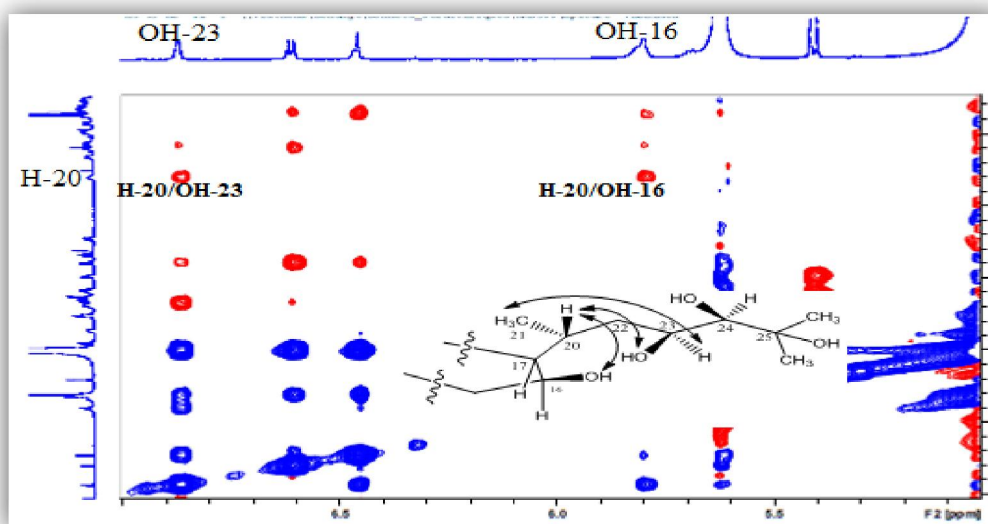 OH-23
OH-16
H-20
H-20/OH-23
H-20/OH-16
HO
H
H
H₃C
21
20
22
23
24
25
CH₃
OH
CH₃
HO
H
17
16
OH
H
H
6.5
6.0
5.5
F2 [ppm]